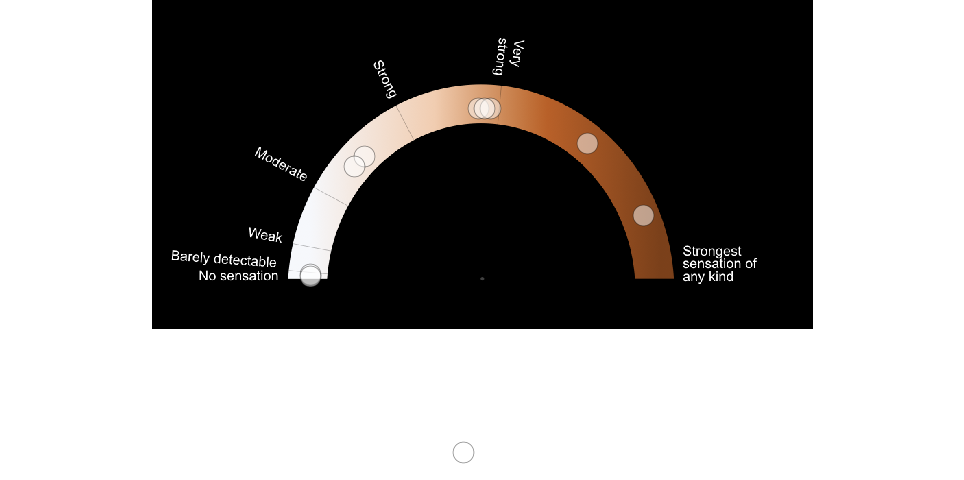 Very
strong
Strong
Moderate
Weak
Barely detectable
No sensation
Strongest
sensation of
any kind